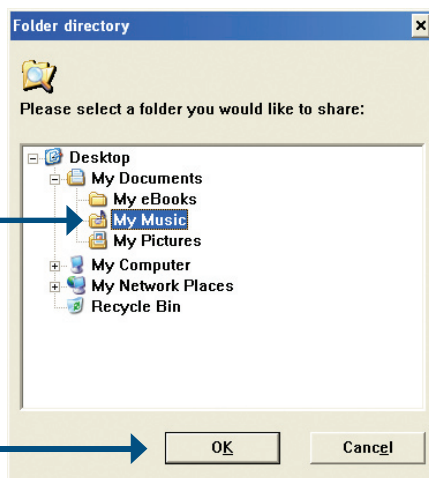 Folder directory
Please select a folder you would like to share:
Desktop
My Documents
My eBooks
My Music
My Pictures
My Computer
My Network Places
Recycle Bin
OK
Cancel